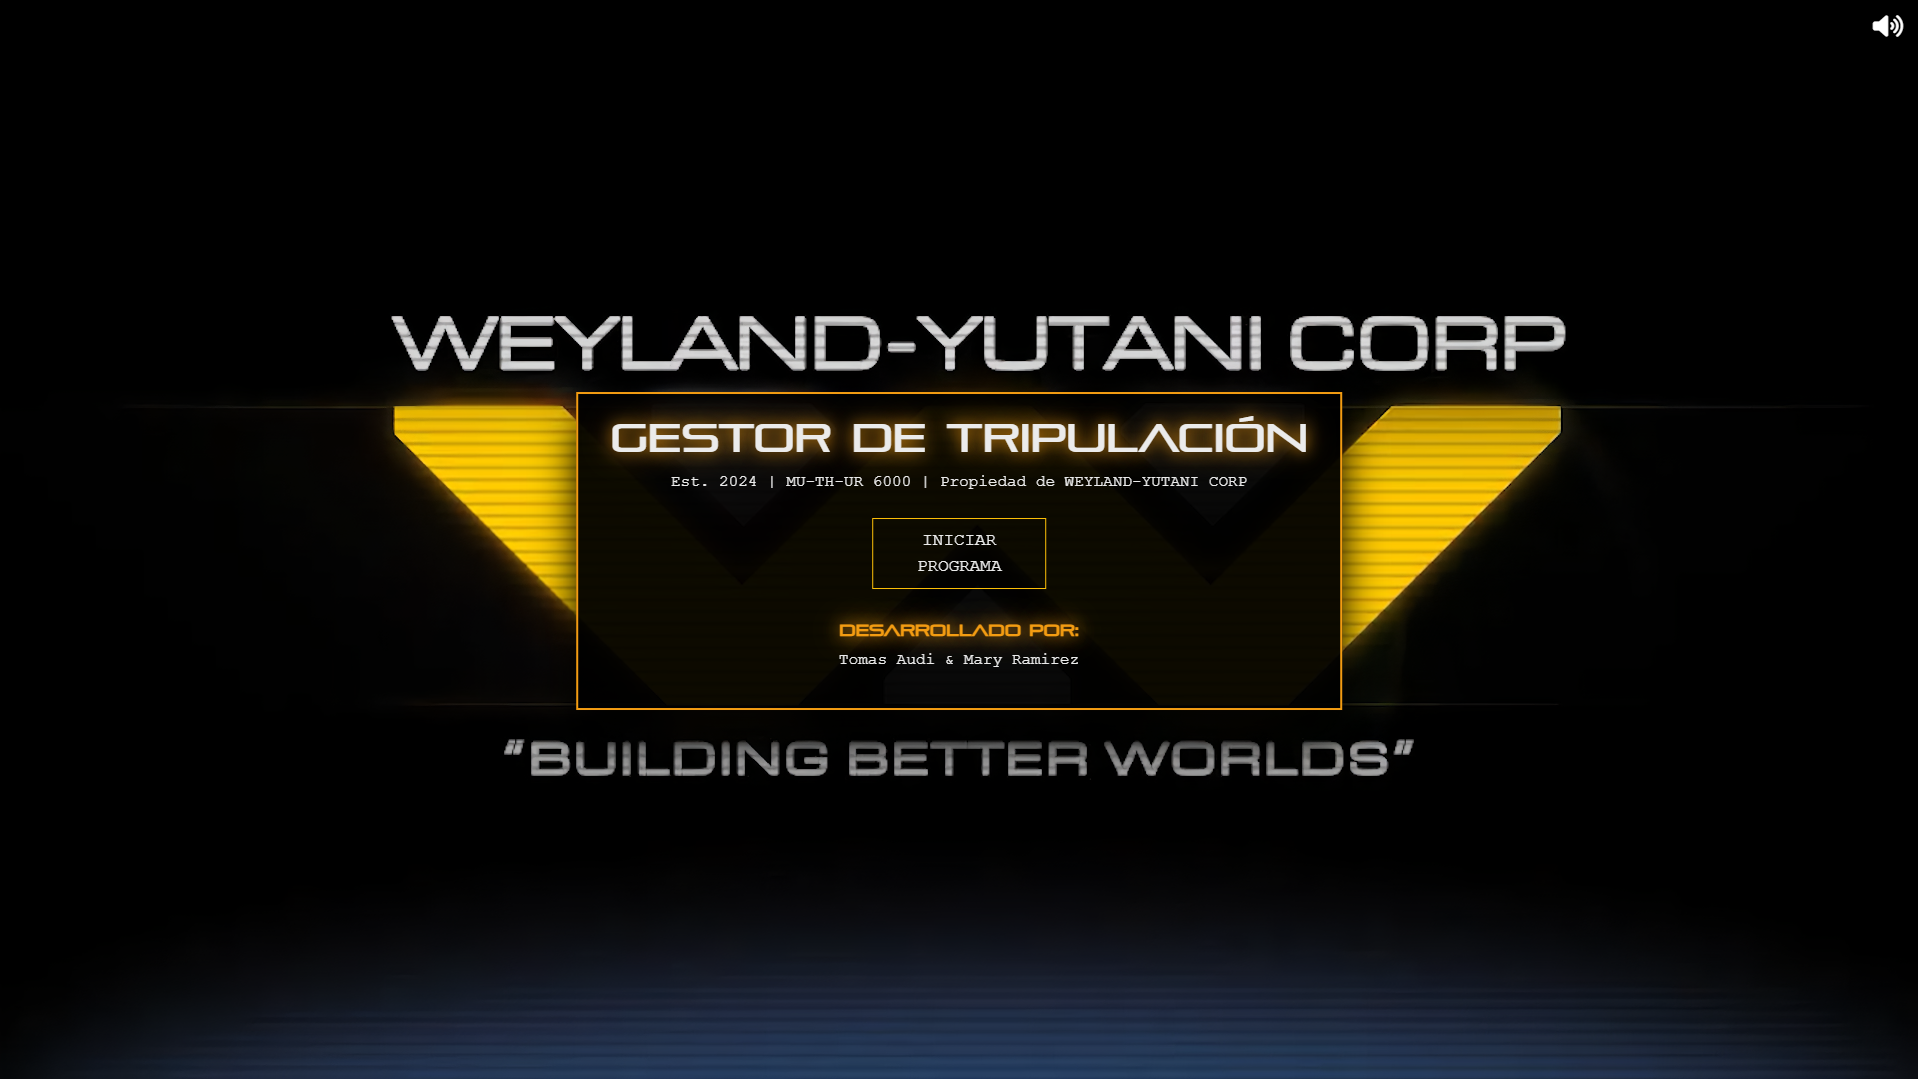 WEYLAND-YUTANI CORP
GESTOR DE TRIPULACIÓN
Est. 2024 | MU-TH-UR 6000 | Propiedad de WEYLAND-YUTANI CORP
INICIAR
PROGRAMA
DESARROLLADO POR:
Tomas Audi & Mary Ramirez
"BUILDING BETTER WORLDS"